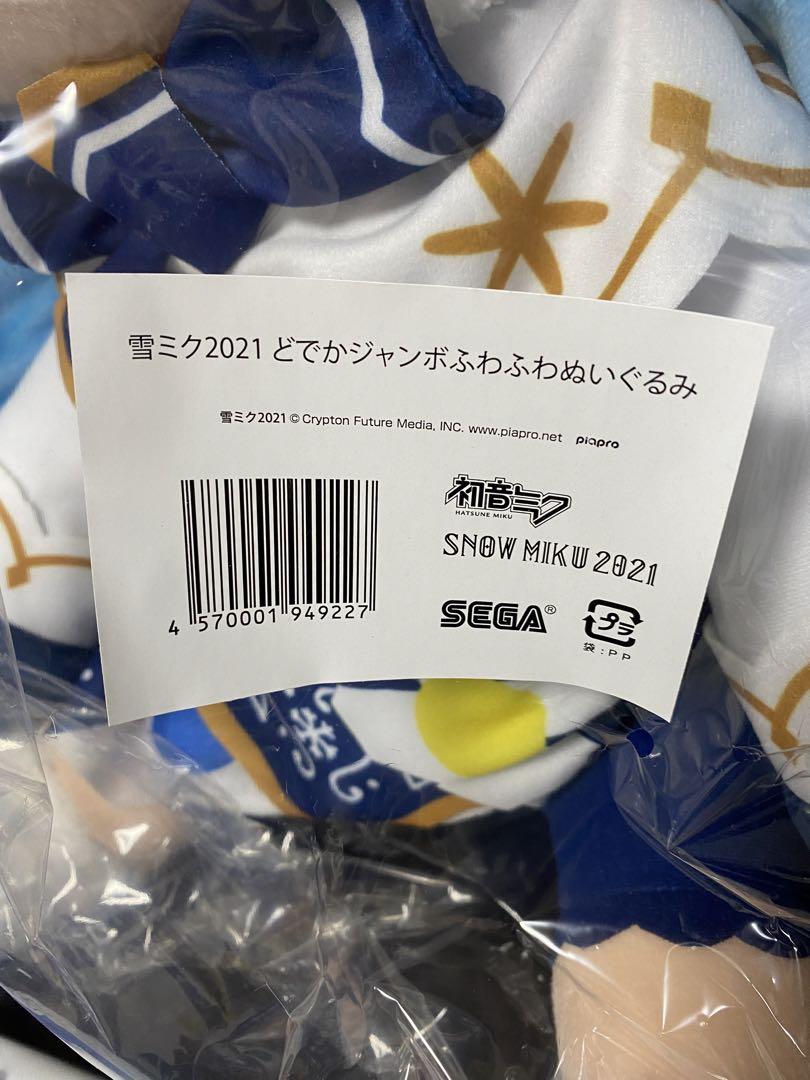 雪ミク2021 どでかジャンボふわふわぬいぐるみ
雪ミク2021 © Crypton Future Media, INC. www.piapro.net piapro
初音ミク
HATSUNE MIKU
SNOW MIKU 2021
4 570001 949227
SEGA®
プラ
袋:PP